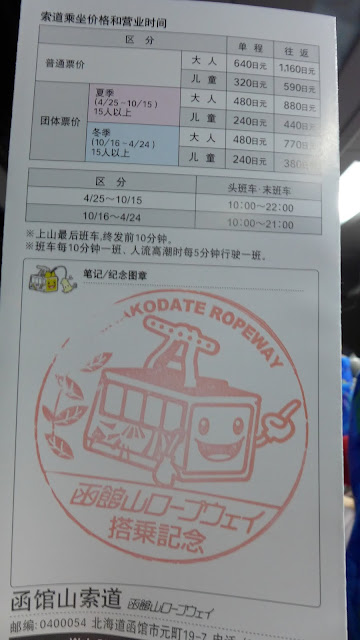 索道乘坐价格和营业时间
区 分 单 程 往 返
普通票价 大 人 640日元 1,160日元
儿 童 320日元 590日元
团体票价 夏季 (4/25~10/15) 15人以上 大 人 480日元 880日元
儿 童 240日元 440日元
冬季 (10/16~4/24) 15人以上 大 人 480日元 770日元
儿 童 240日元 380日元
区 分 头班车·末班车
4/25～10/15 10:00～22:00
10/16～4/24 10:00～21:00
※上山最后班车,终发前10分钟。
※班车每10分钟一班、人流高潮时每5分钟行驶一班。
笔记/纪念图章
AKODATE ROPEWAY
函館山ロープウェイ
搭乗記念
函馆山索道 函館山ロープウェイ
邮编: 0400054 北海道函馆市元町19-7 电话